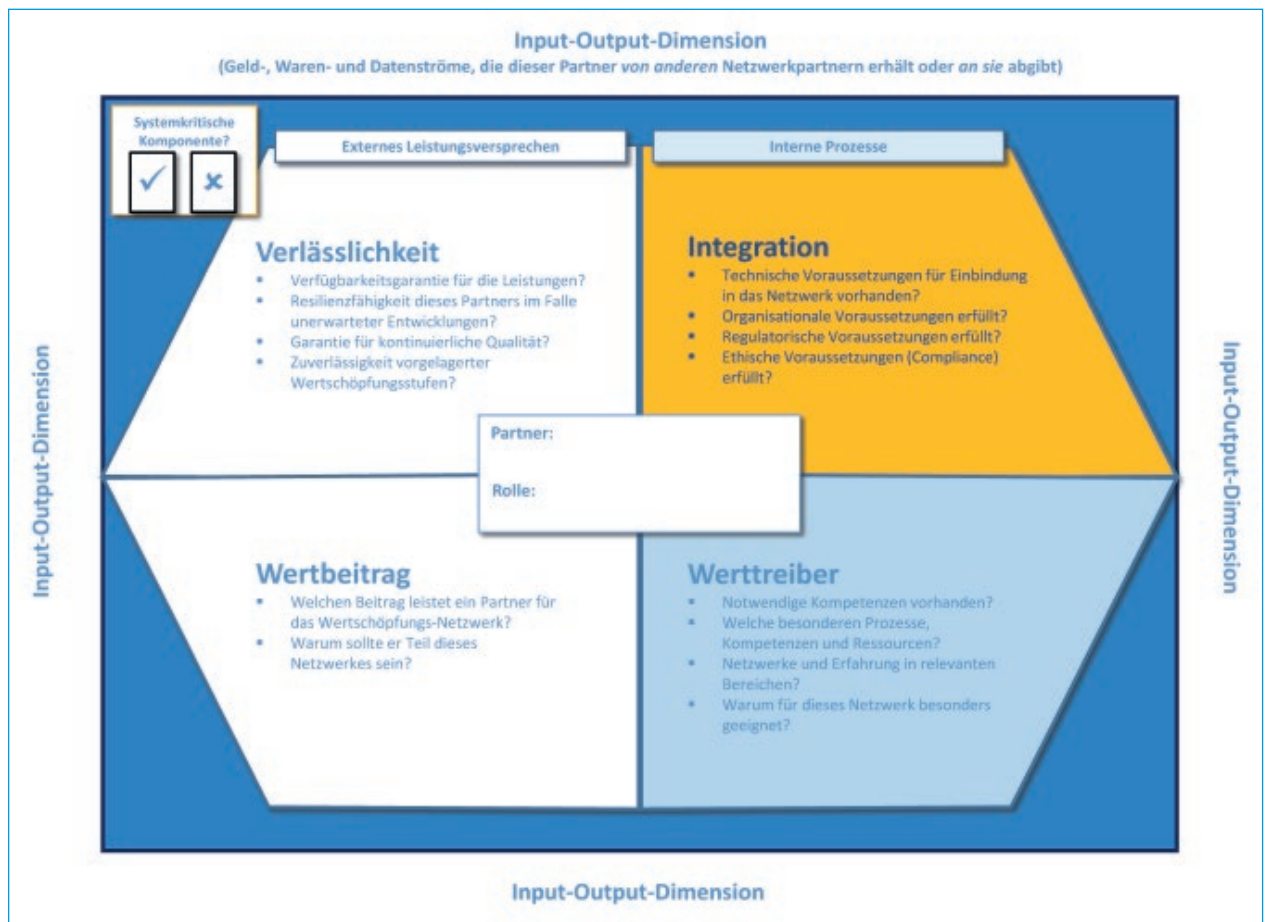 Input-Output-Dimension
(Geld-, Waren- und Datenströme, die dieser Partner von anderen Netzwerkpartnern erhält oder an sie abgibt)
Systemkritische
Komponente?
✓ ×
Externes Leistungsversprechen
Interne Prozesse
Verlässlichkeit
▪ Verfügbarkeitsgarantie für die Leistungen?
▪ Resilienzfähigkeit dieses Partners im Falle
unerwarteter Entwicklungen?
▪ Garantie für kontinuierliche Qualität?
▪ Zuverlässigkeit vorgelagerter
Wertschöpfungsstufen?
Integration
▪ Technische Voraussetzungen für Einbindung
in das Netzwerk vorhanden?
▪ Organisationale Voraussetzungen erfüllt?
▪ Regulatorische Voraussetzungen erfüllt?
▪ Ethische Voraussetzungen (Compliance)
erfüllt?
Input-Output-Dimension
Input-Output-Dimension
Partner:
Rolle:
Wertbeitrag
▪ Welchen Beitrag leistet ein Partner für
das Wertschöpfungs-Netzwerk?
▪ Warum sollte er Teil dieses
Netzwerkes sein?
Werttreiber
▪ Notwendige Kompetenzen vorhanden?
▪ Welche besonderen Prozesse,
Kompetenzen und Ressourcen?
▪ Netzwerke und Erfahrung in relevanten
Bereichen?
▪ Warum für dieses Netzwerk besonders
geeignet?
Input-Output-Dimension